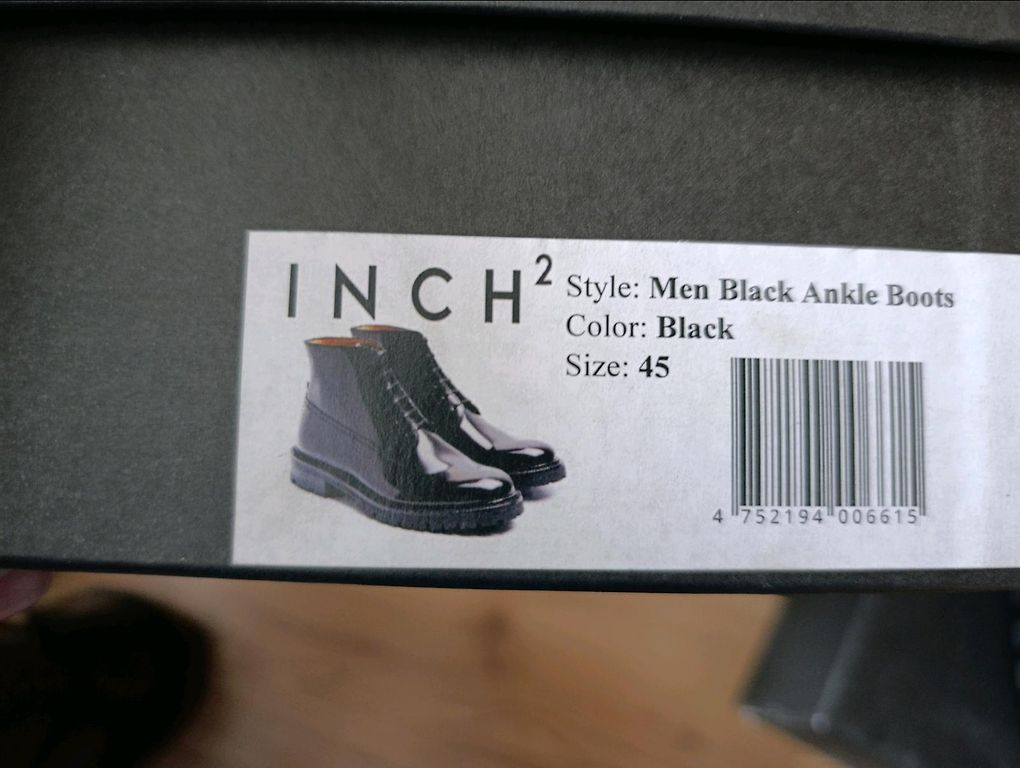 INCH²
Style: Men Black Ankle Boots
Color: Black
Size: 45
4 752194 006615